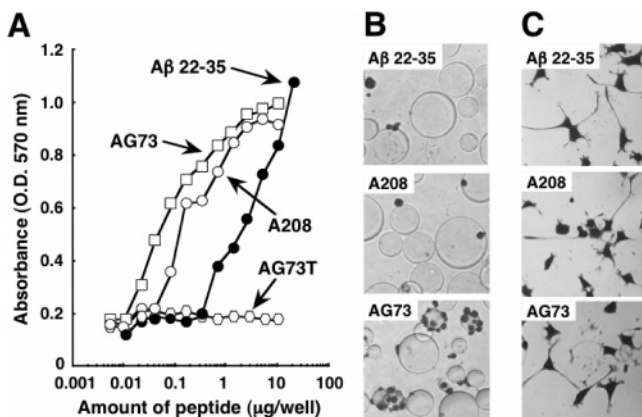 A
B
C
Absorbance (O.D. 570 nm)
1.2
1.0
0.8
0.6
0.4
0.2
0
0.001
0.01
0.1
1
10
100
Amount of peptide (µg/well)
Aβ 22-35
AG73
A208
AG73T
Aβ 22-35
A208
AG73
Aβ 22-35
A208
AG73